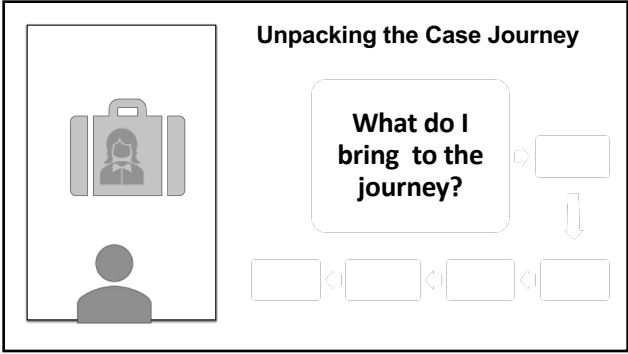 Unpacking the Case Journey
What do I
bring to the
journey?